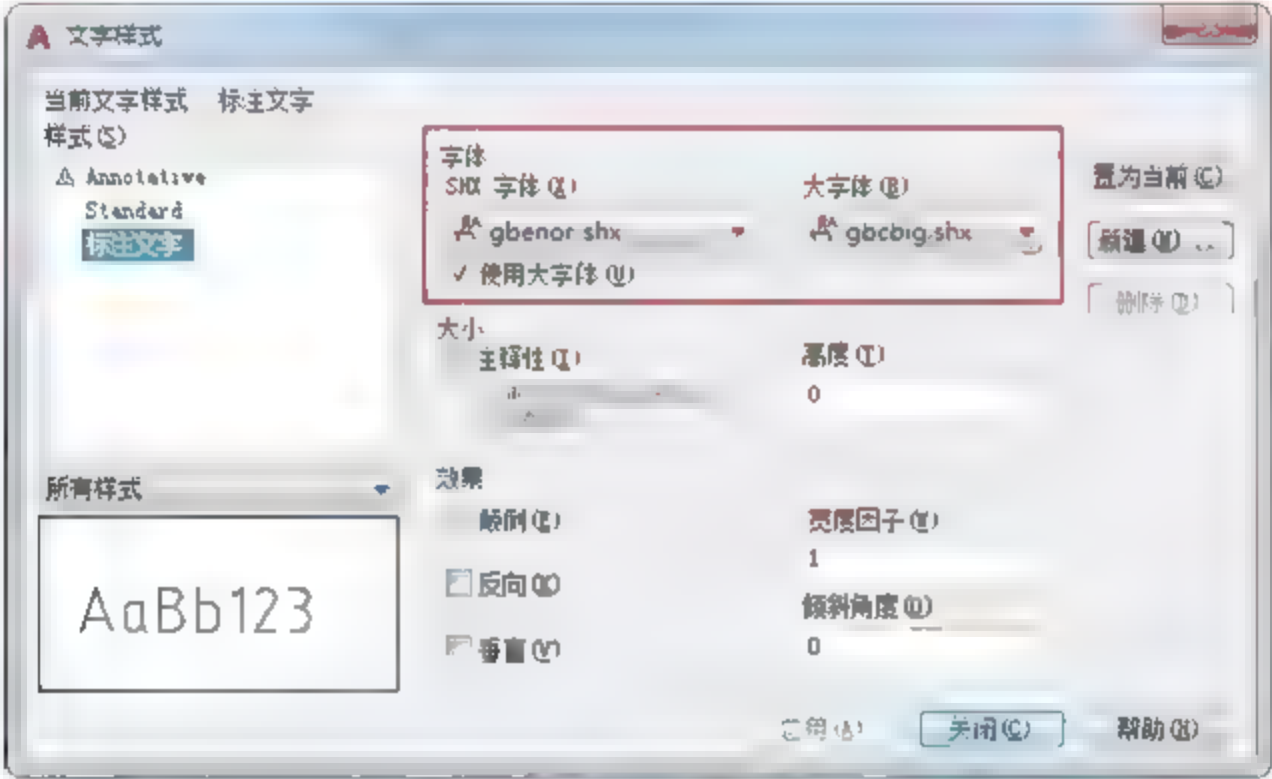 文字样式
当前文字样式 标注文字
样式(S)
Annotative
Standard
标注文字
字体
SHX 字体(X) 大字体(B)
gbenor shx gbcbig.shx
使用大字体(U)
置为当前(C)
新建(N)...
删除(D)
大小
注释性(I) 高度(T)
0
所有样式
AaBb123
效果
颠倒(E) 宽度因子(W)
1
反向(K) 倾斜角度(O)
0
垂直(V)
应用(A) 关闭(C) 帮助(H)